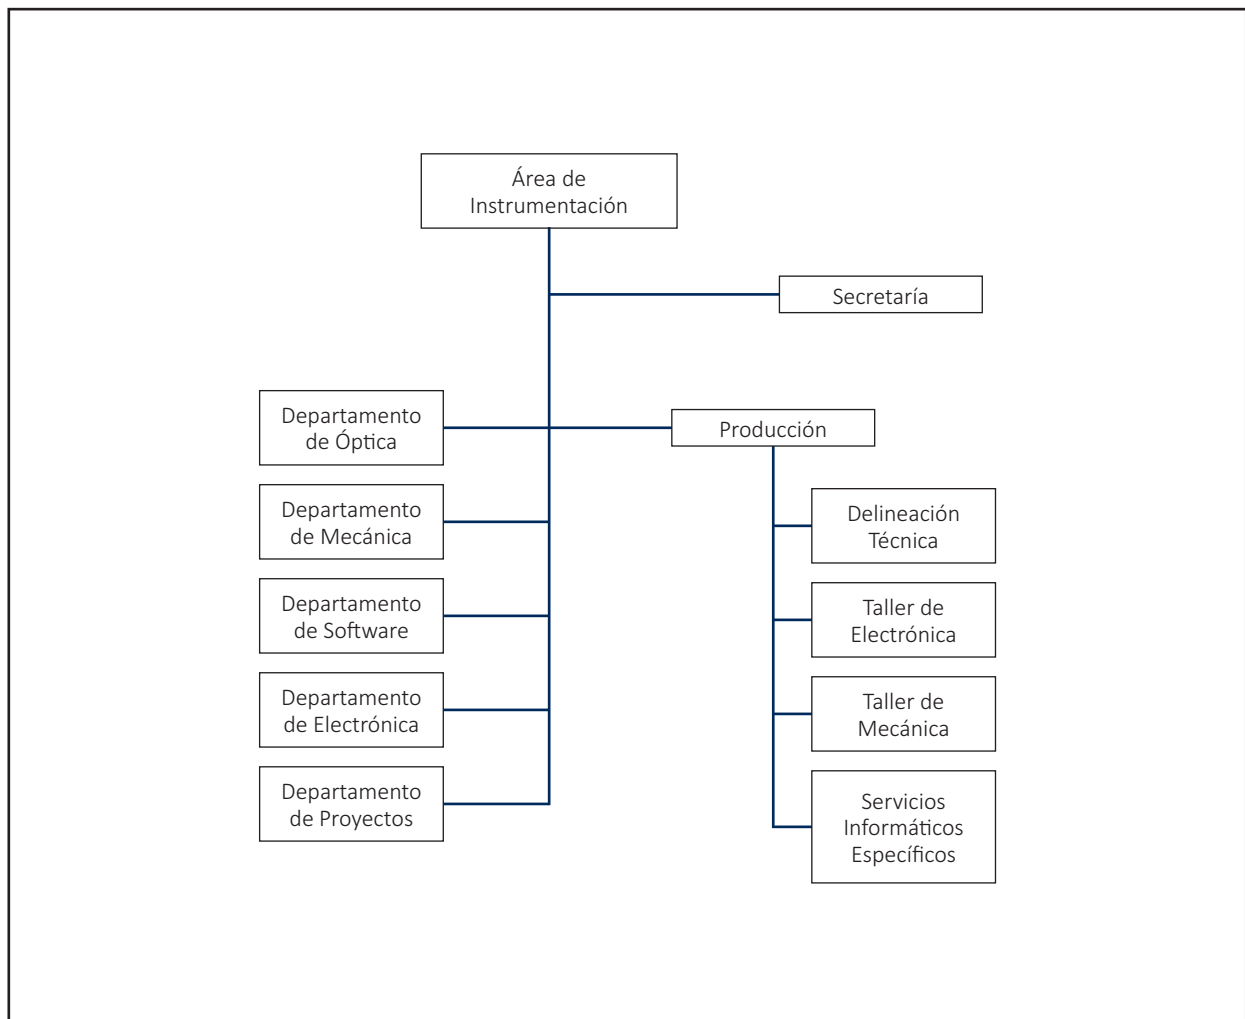 Área de
Instrumentación
Secretaría
Departamento
de Óptica
Producción
Departamento
de Mecánica
Delineación
Técnica
Departamento
de Software
Taller de
Electrónica
Departamento
de Electrónica
Taller de
Mecánica
Departamento
de Proyectos
Servicios
Informáticos
Específicos